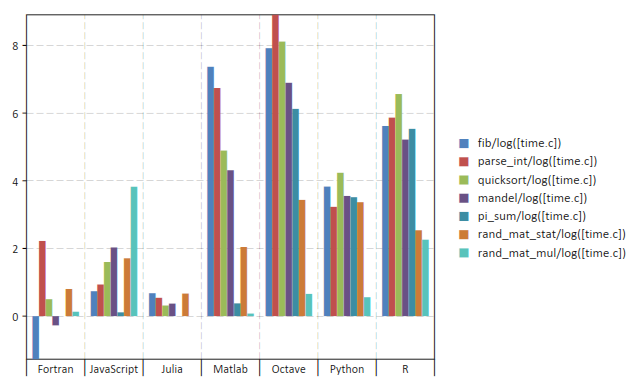 8
6
4
2
0
Fortran JavaScript Julia Matlab Octave Python R
fib/log([time.c])
parse_int/log([time.c])
quicksort/log([time.c])
mandel/log([time.c])
pi_sum/log([time.c])
rand_mat_stat/log([time.c])
rand_mat_mul/log([time.c])